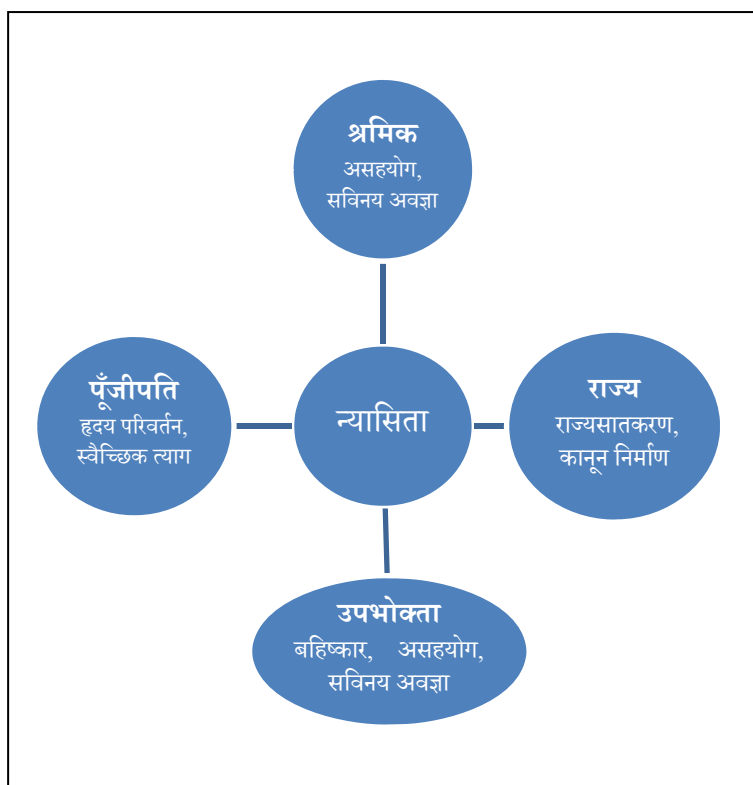 श्रमिक
असहयोग,
सविनय अवज्ञा
पूँजीपति
हृदय परिवर्तन,
स्वैच्छिक त्याग
न्यासिता
राज्य
राज्यसातकरण,
कानून निर्माण
उपभोक्ता
बहिष्कार, असहयोग,
सविनय अवज्ञा